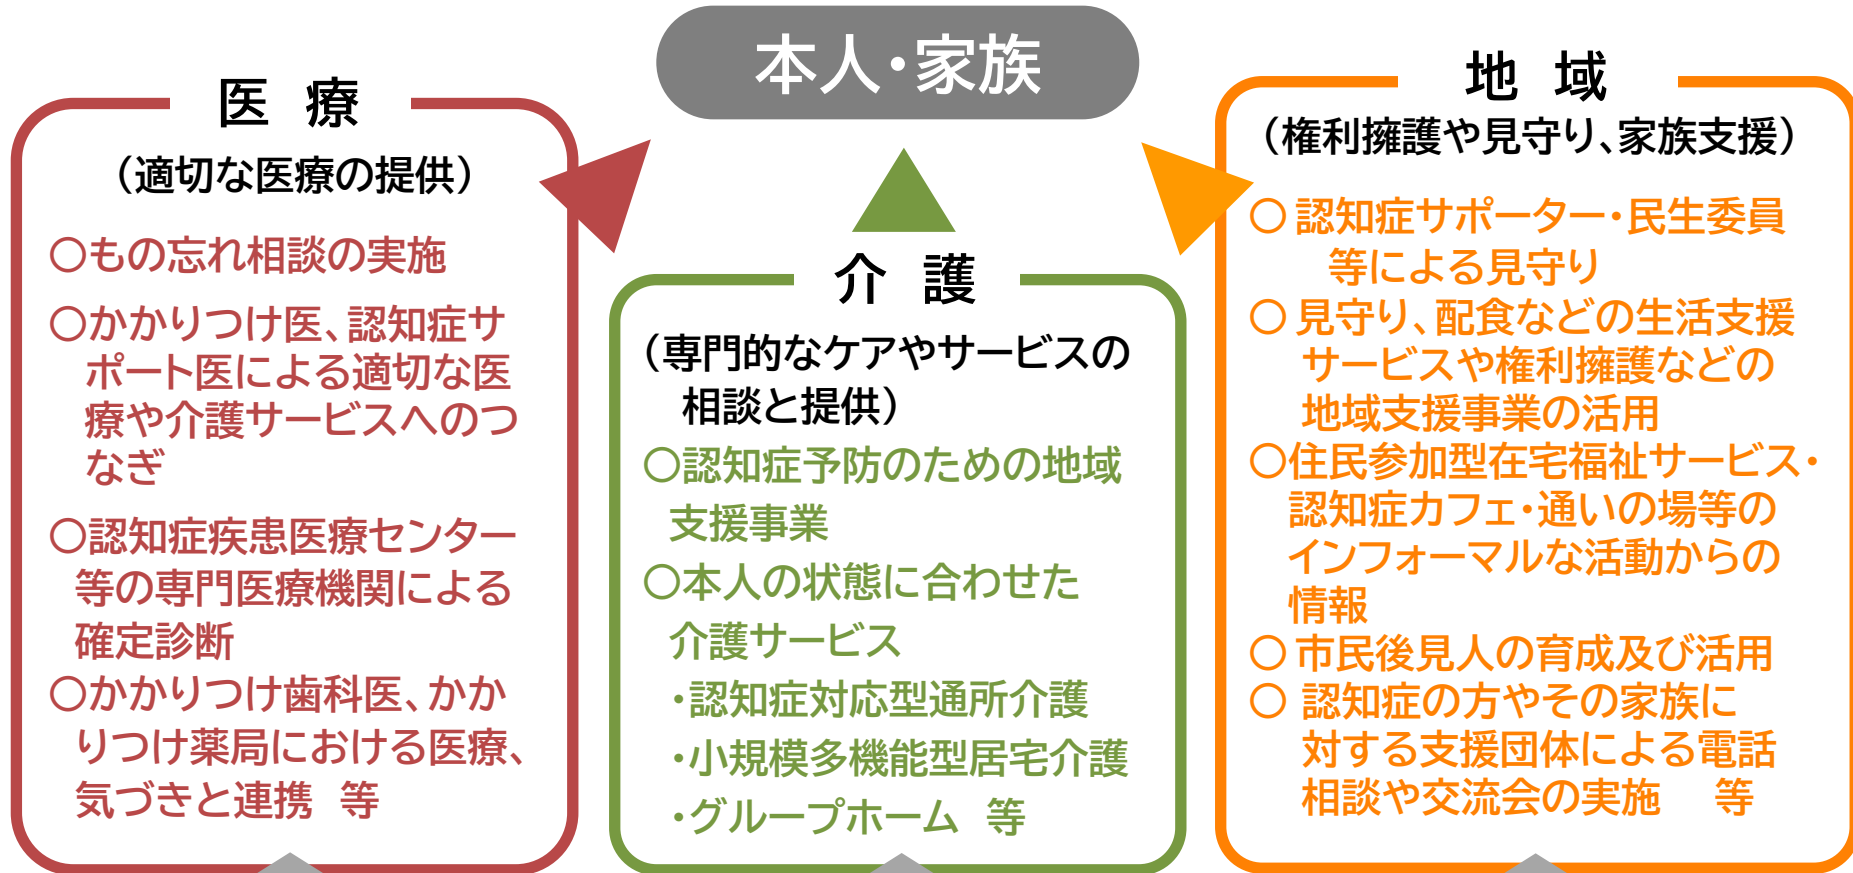 本人・家族
医　療
（適切な医療の提供）
○もの忘れ相談の実施
○かかりつけ医、認知症サ
ポート医による適切な医
療や介護サービスへのつ
なぎ
○認知症疾患医療センター
等の専門医療機関による
確定診断
○かかりつけ歯科医、かか
りつけ薬局における医療、
気づきと連携　等
介　護
（専門的なケアやサービスの
相談と提供）
○認知症予防のための地域
支援事業
○本人の状態に合わせた
介護サービス
・認知症対応型通所介護
・小規模多機能型居宅介護
・グループホーム　等
地　域
（権利擁護や見守り、家族支援）
○ 認知症サポーター・民生委員
等による見守り
○ 見守り、配食などの生活支援
サービスや権利擁護などの
地域支援事業の活用
○住民参加型在宅福祉サービス・
認知症カフェ・通いの場等の
インフォーマルな活動からの
情報
○ 市民後見人の育成及び活用
○ 認知症の方やその家族に
対する支援団体による電話
相談や交流会の実施　等